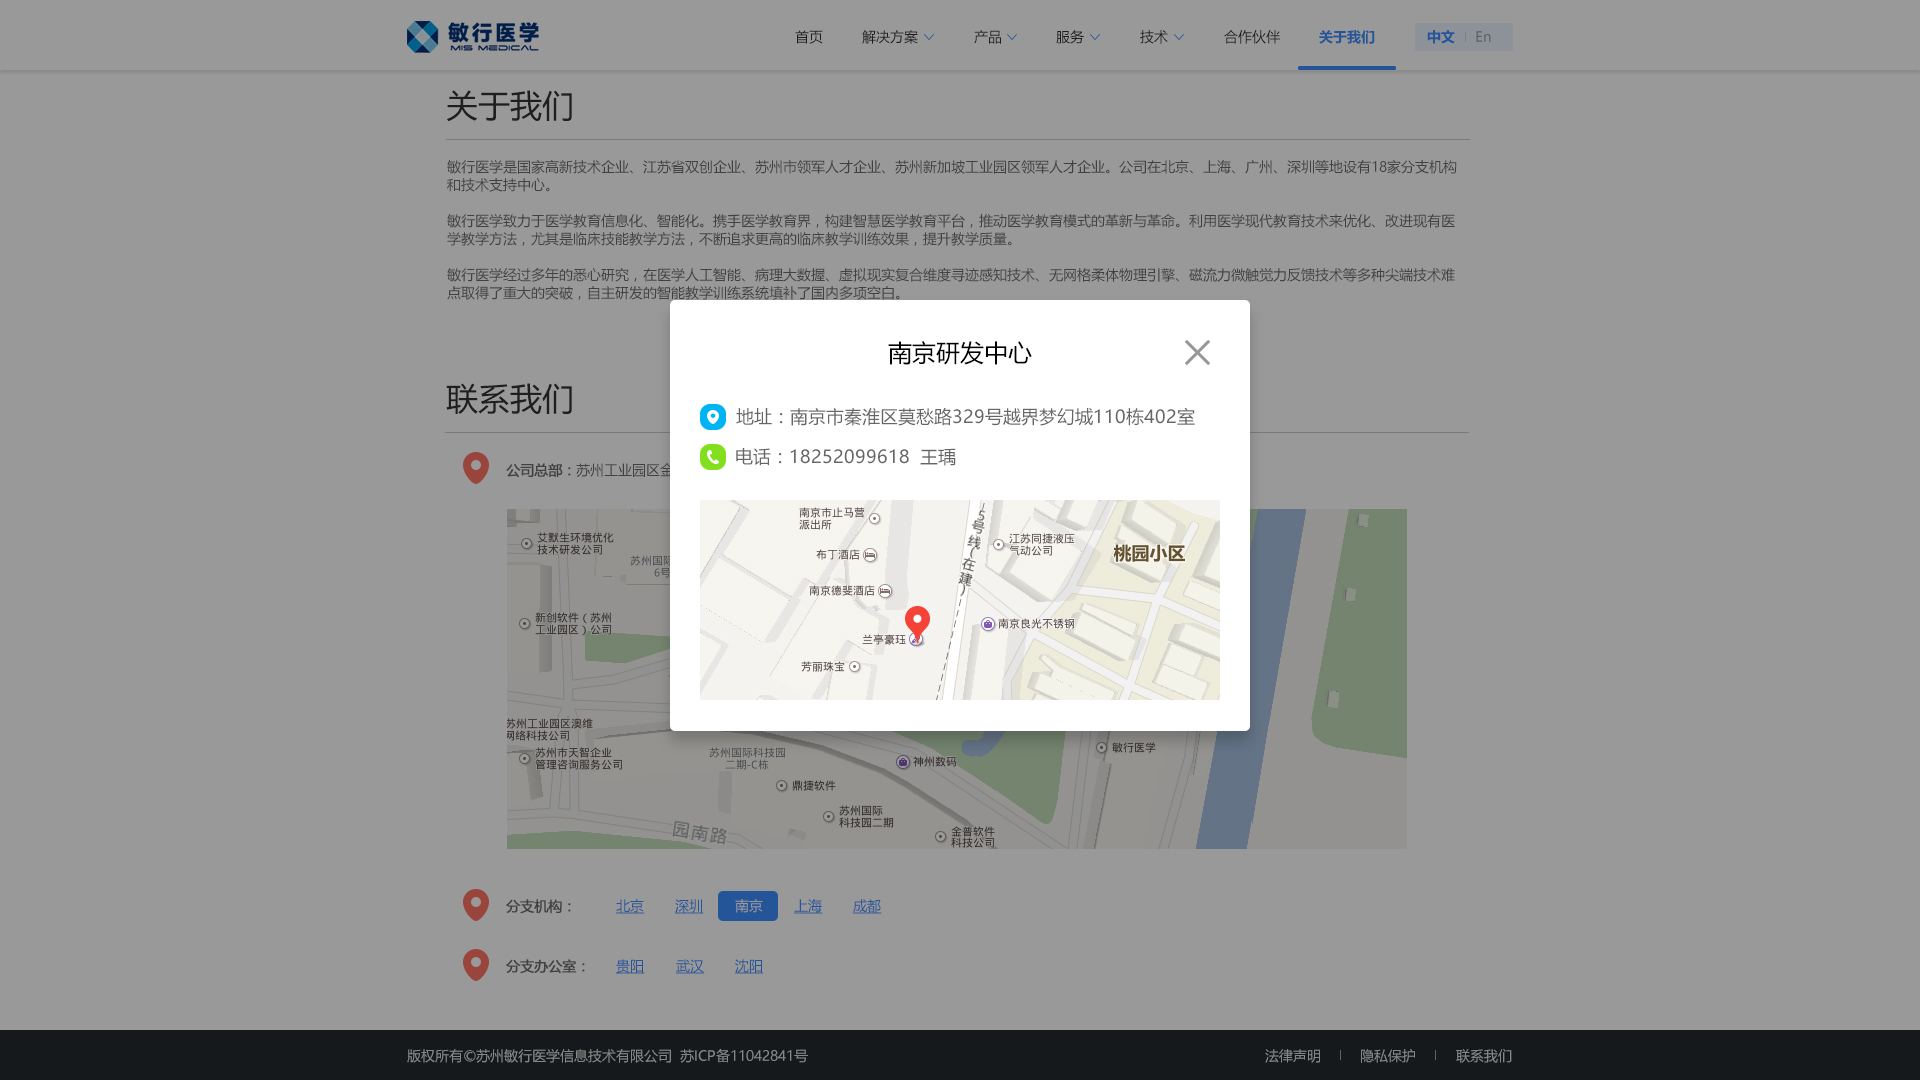 敏行医学
MIS MEDICAL
首页 解决方案 产品 服务 技术 合作伙伴 关于我们 中文 En
关于我们
敏行医学是国家高新技术企业、江苏省双创企业、苏州市领军人才企业、苏州新加坡工业园区领军人才企业。公司在北京、上海、广州、深圳等地设有18家分支机构
和技术支持中心。
敏行医学致力于医学教育信息化、智能化。携手医学教育界，构建智慧医学教育平台，推动医学教育模式的革新与革命。利用医学现代教育技术来优化、改进现有医
学教学方法，尤其是临床技能教学方法，不断追求更高的临床教学训练效果，提升教学质量。
敏行医学经过多年的悉心研究，在医学人工智能、病理大数握、虚拟现实复合维度寻迹感知技术、无网格柔体物理引擎、磁流力微触觉力反馈技术等多种尖端技术难
点取得了重大的突破，自主研发的智能教学训练系统填补了国内多项空白。
南京研发中心
地址：南京市秦淮区莫愁路329号越界梦幻城110栋402室
电话：18252099618 王瑀
南京市止马营
派出所
布丁酒店
南京德斐酒店
兰亭豪珏
芳丽珠宝
5号线(在建)
江苏同捷液压
气动公司
桃园小区
南京良光不锈钢
联系我们
公司总部：苏州工业园区金
艾默生环境优化
技术研发公司
苏州国际
6号
新创软件（苏州
工业园区）公司
苏州工业园区澳维
网络科技公司
苏州市天智企业
管理咨询服务公司
苏州国际科技园
二期-C栋
鼎捷软件
神州数码
敏行医学
苏州国际
科技园二期
金普软件
科技公司
园南路
分支机构： 北京 深圳 南京 上海 成都
分支办公室： 贵阳 武汉 沈阳
版权所有©苏州敏行医学信息技术有限公司 苏ICP备11042841号
法律声明 | 隐私保护 | 联系我们